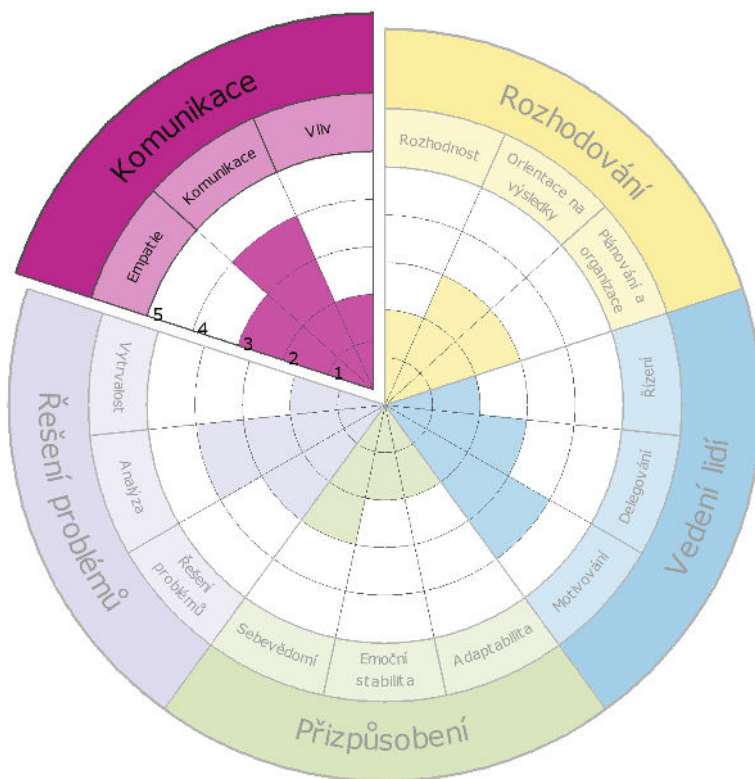 Komunikace
Empatie
Komunikace
Vliv
5
4
3
2
1
Rozhodování
Rozhodnost
Orientace na
výsledky
Plánování a
organizace
Vedení lidí
Řízení
Delegování
Motivování
Přizpůsobení
Adaptabilita
Emoční
stabilita
Sebevědomí
Řešení problémů
Řešení
problémů
Analýza
Vytrvalost